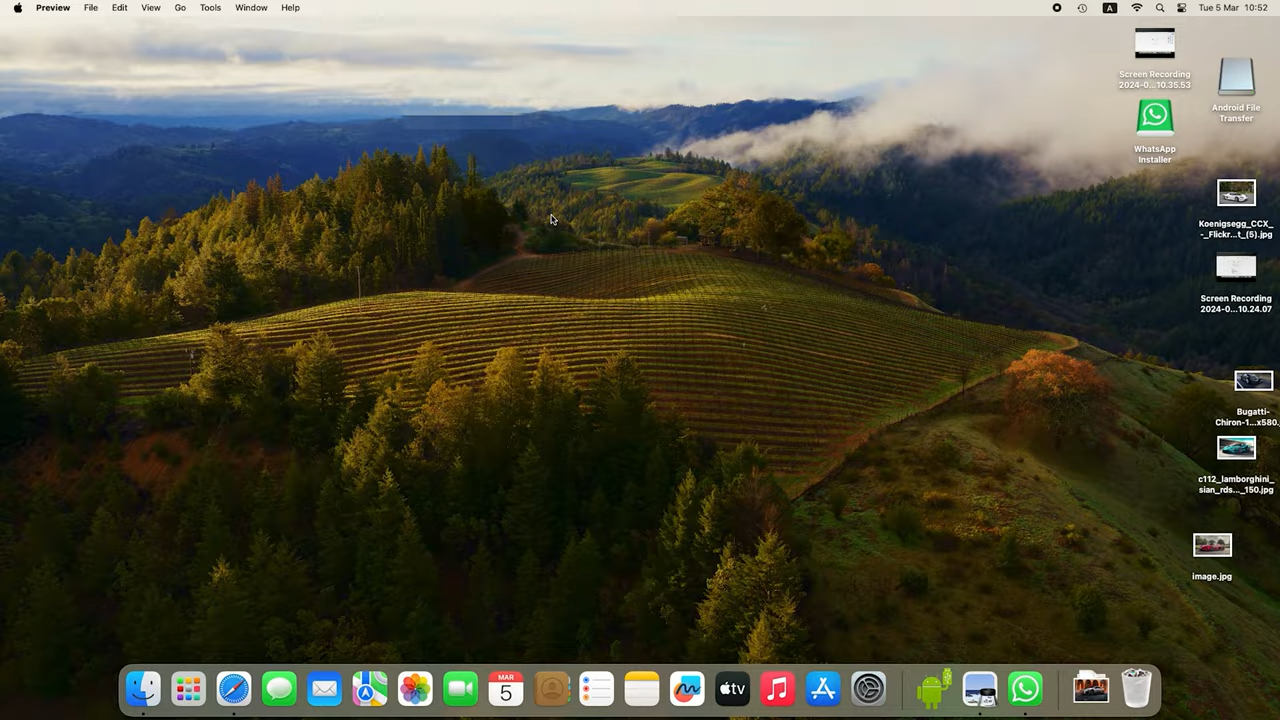 Preview File Edit View Go Tools Window Help
A Tue 5 Mar 10:52
Screen Recording
2024-0...10.35.53
Android File
Transfer
WhatsApp
Installer
Koenigsegg_CCX_
-_Flickr...t_(5).jpg
Screen Recording
2024-0...10.24.07
Bugatti-
Chiron-1...x580.
c112_lamborghini_
sian_rds..._150.jpg
image.jpg
MAR
5
tv